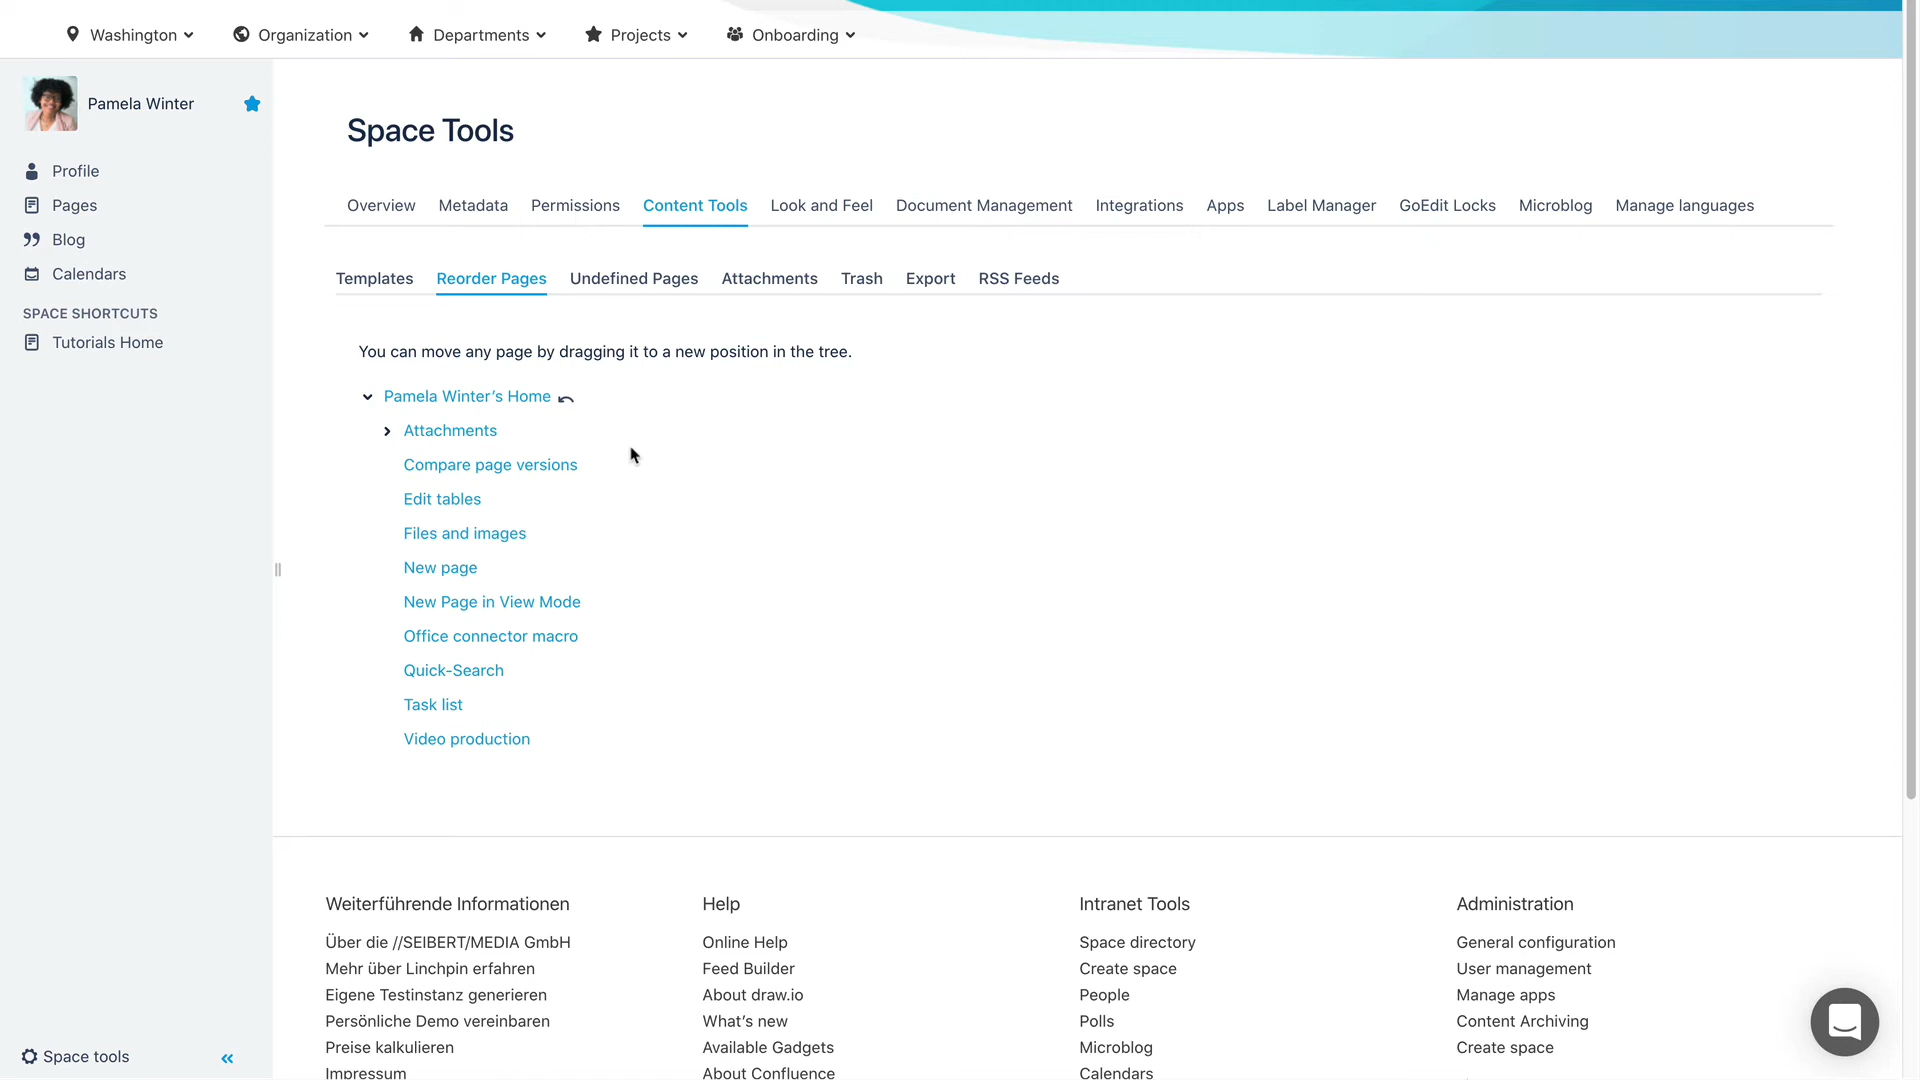 Washington
Organization
Departments
Projects
Onboarding
Pamela Winter
Profile
Pages
Blog
Calendars
SPACE SHORTCUTS
Tutorials Home
Space tools
Space Tools
Overview Metadata Permissions Content Tools Look and Feel Document Management Integrations Apps Label Manager GoEdit Locks Microblog Manage languages
Templates Reorder Pages Undefined Pages Attachments Trash Export RSS Feeds
You can move any page by dragging it to a new position in the tree.
Pamela Winter's Home
Attachments
Compare page versions
Edit tables
Files and images
New page
New Page in View Mode
Office connector macro
Quick-Search
Task list
Video production
Weiterführende Informationen
Über die //SEIBERT/MEDIA GmbH
Mehr über Linchpin erfahren
Eigene Testinstanz generieren
Persönliche Demo vereinbaren
Preise kalkulieren
Impressum
Help
Online Help
Feed Builder
About draw.io
What's new
Available Gadgets
About Confluence
Intranet Tools
Space directory
Create space
People
Polls
Microblog
Calendars
Administration
General configuration
User management
Manage apps
Content Archiving
Create space